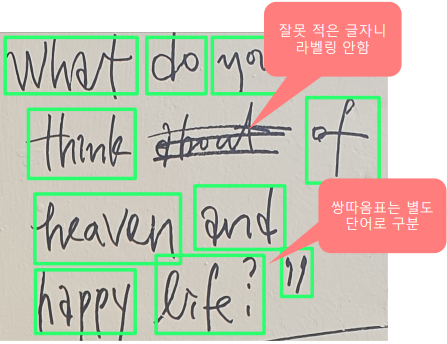 잘못 적은 글자니
라벨링 안함
What do you
think of
쌍따옴표는 별도
단어로 구분
heaven and
happy life? "